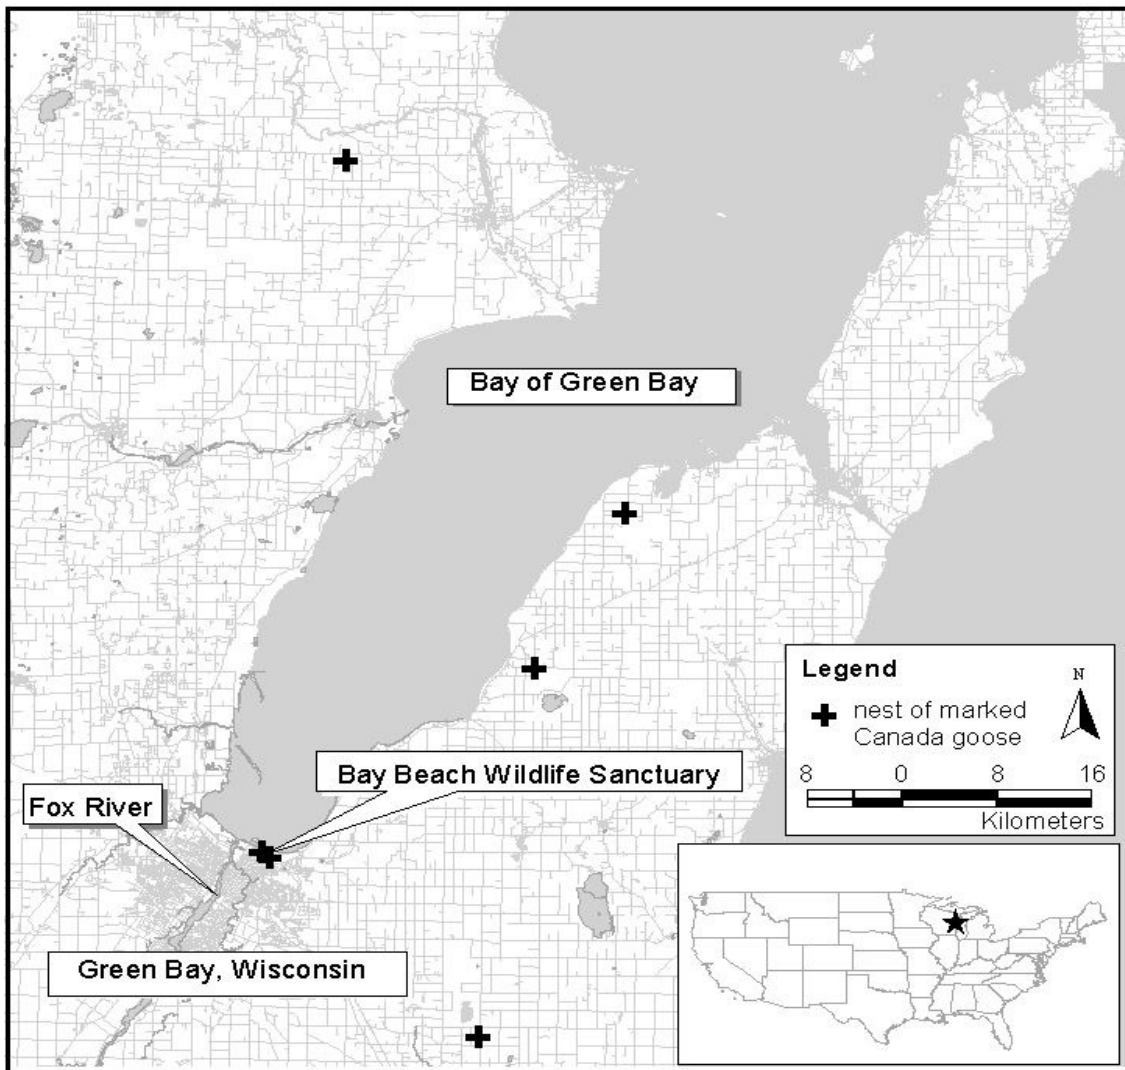 Bay of Green Bay
Legend
N
nest of marked
Canada goose
8 0 8 16
Kilometers
Bay Beach Wildlife Sanctuary
Fox River
Green Bay, Wisconsin